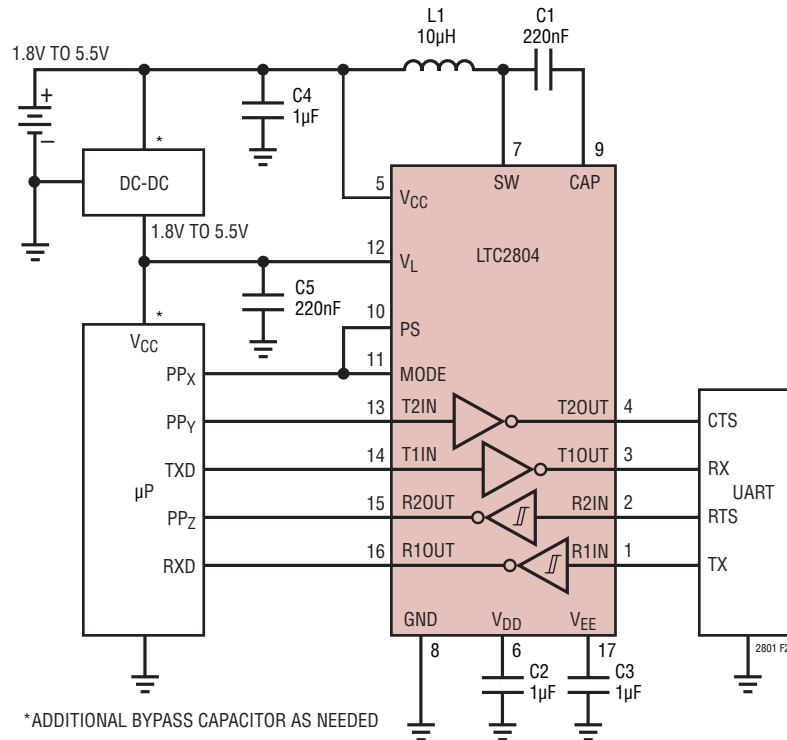 L1
10µH
C1
220nF
1.8V TO 5.5V
+
–
C4
1µF
*
DC-DC
7
9
SW
CAP
5
VCC
1.8V TO 5.5V
12
VL
LTC2804
C5
220nF
10
PS
*
VCC
11
PPX
MODE
13
T2IN
T2OUT
4
PPY
CTS
14
T1IN
T1OUT
3
TXD
RX
µP
UART
15
R2OUT
R2IN
2
PPZ
RTS
16
R1OUT
R1IN
1
RXD
TX
GND
VDD
VEE
8
6
17
2801 F2
C2
1µF
C3
1µF
*ADDITIONAL BYPASS CAPACITOR AS NEEDED